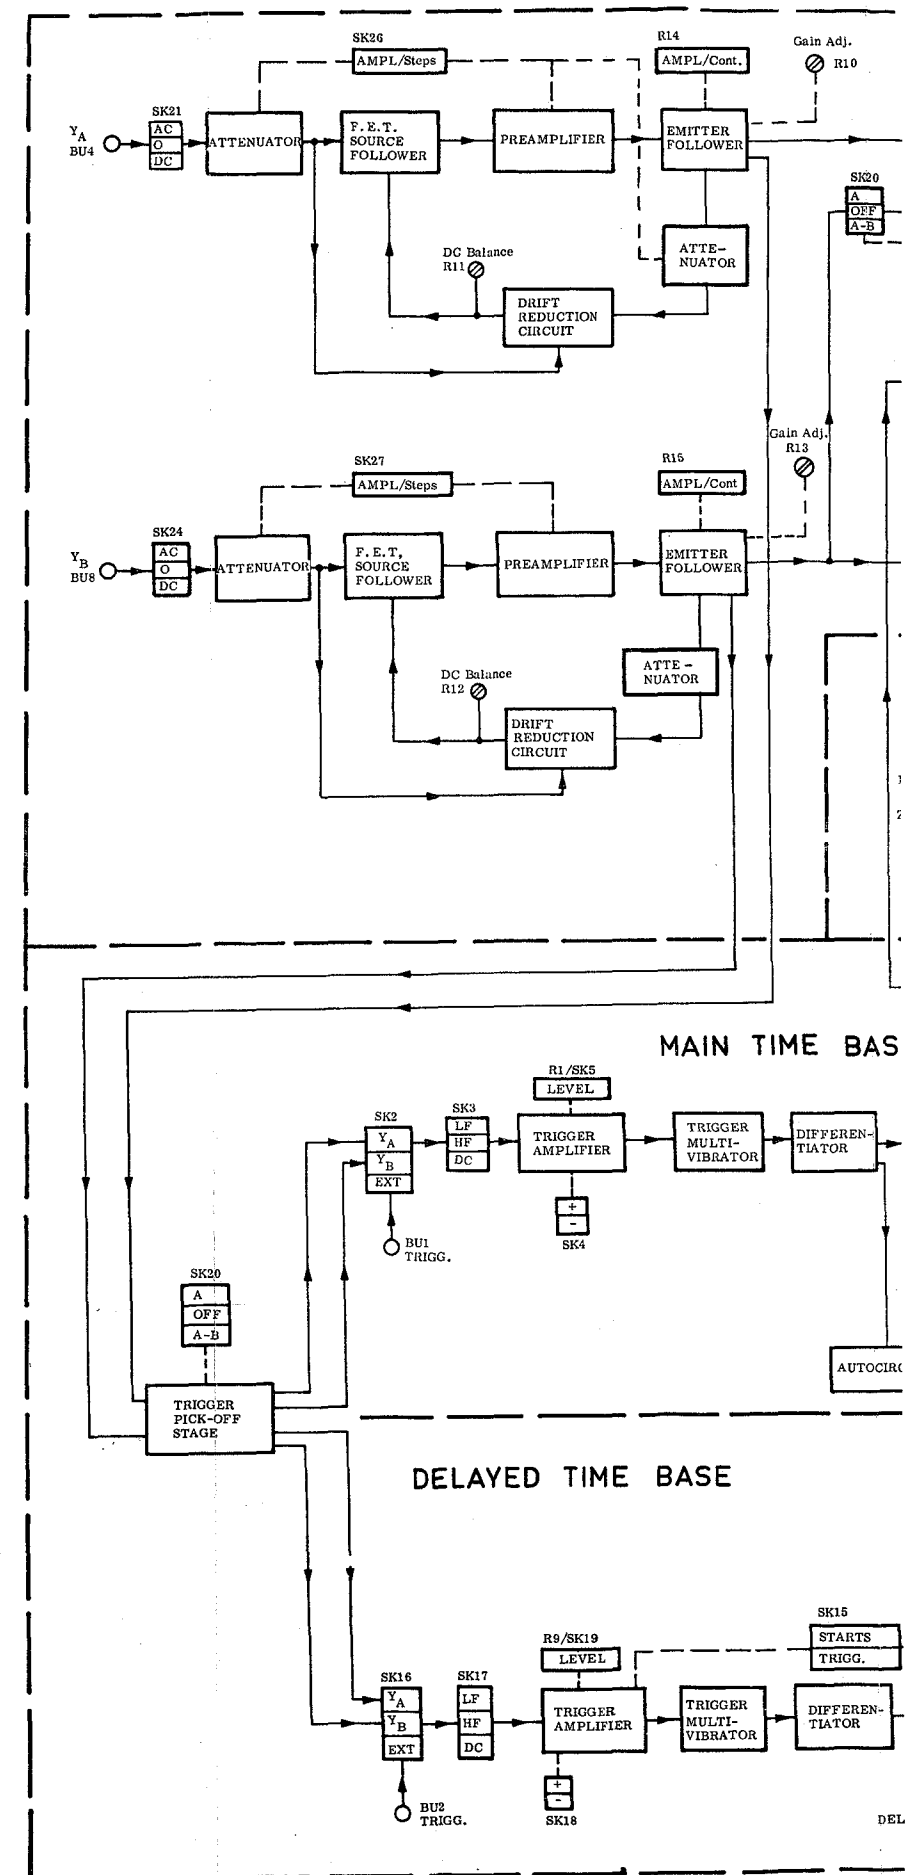 SK26
AMPL/Steps
R14
AMPL/Cont.
Gain Adj.
R10
SK21
AC
O
DC
YA
BU4
ATTENUATOR
F.E.T.
SOURCE
FOLLOWER
PREAMPLIFIER
EMITTER
FOLLOWER
SK20
A
OFF
A-B
ATTE-
NUATOR
DC Balance
R11
DRIFT
REDUCTION
CIRCUIT
Gain Adj.
R13
SK27
AMPL/Steps
R15
AMPL/Cont
SK24
AC
O
DC
YB
BU8
ATTENUATOR
F.E.T,
SOURCE
FOLLOWER
PREAMPLIFIER
EMITTER
FOLLOWER
ATTE-
NUATOR
DC Balance
R12
DRIFT
REDUCTION
CIRCUIT
2
MAIN TIME BAS
R1/SK5
LEVEL
SK2
YA
YB
EXT
SK3
LF
HF
DC
TRIGGER
AMPLIFIER
TRIGGER
MULTI-
VIBRATOR
DIFFEREN-
TIATOR
+
-
SK4
BU1
TRIGG.
SK20
A
OFF
A-B
AUTOCIRC
TRIGGER
PICK-OFF
STAGE
DELAYED TIME BASE
SK15
STARTS
TRIGG.
R9/SK19
LEVEL
SK16
YA
YB
EXT
SK17
LF
HF
DC
TRIGGER
AMPLIFIER
TRIGGER
MULTI-
VIBRATOR
DIFFEREN-
TIATOR
+
-
SK18
BU2
TRIGG.
DEL